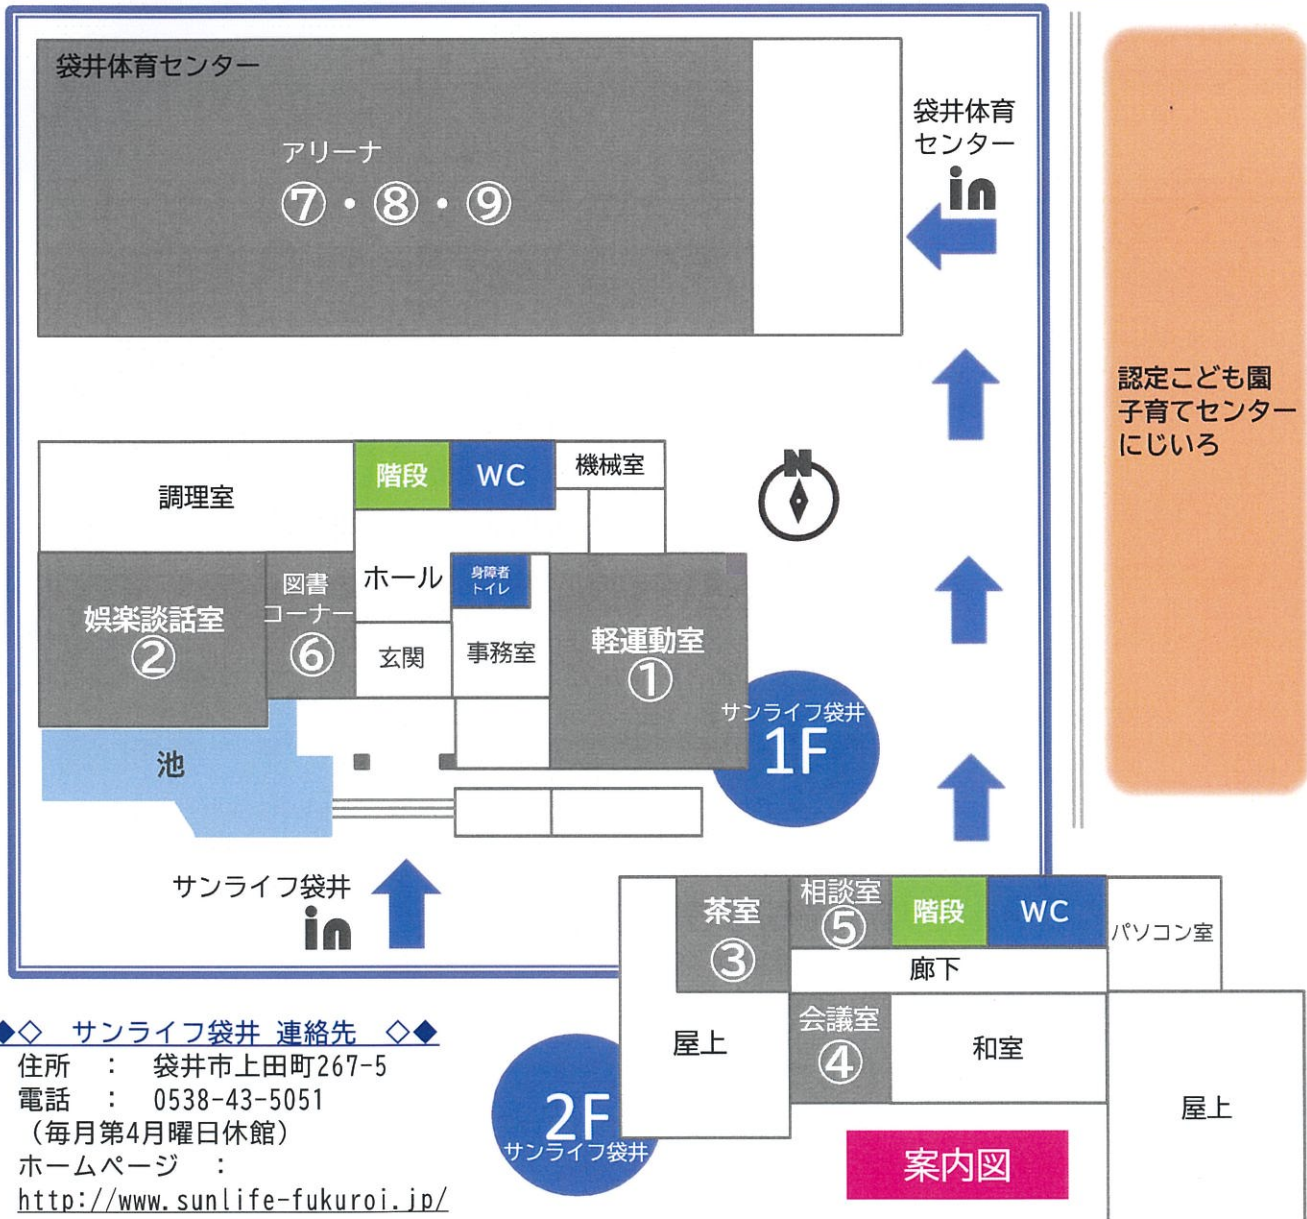 袋井体育センター
アリーナ
⑦・⑧・⑨
袋井体育
センター
in
認定こども園
子育てセンター
にじいろ
調理室
階段
WC
機械室
N
娯楽談話室
②
図書
コーナー
⑥
ホール
身障者
トイレ
玄関
事務室
軽運動室
①
サンライフ袋井
1F
池
サンライフ袋井
in
茶室
③
相談室
⑤
階段
WC
パソコン室
廊下
屋上
会議室
④
和室
屋上
2F
サンライフ袋井
案内図
◆◇ サンライフ袋井 連絡先 ◇◆
住所 : 袋井市上田町267-5
電話 : 0538-43-5051
(毎月第4月曜日休館)
ホームページ :
http://www.sunlife-fukuroi.jp/